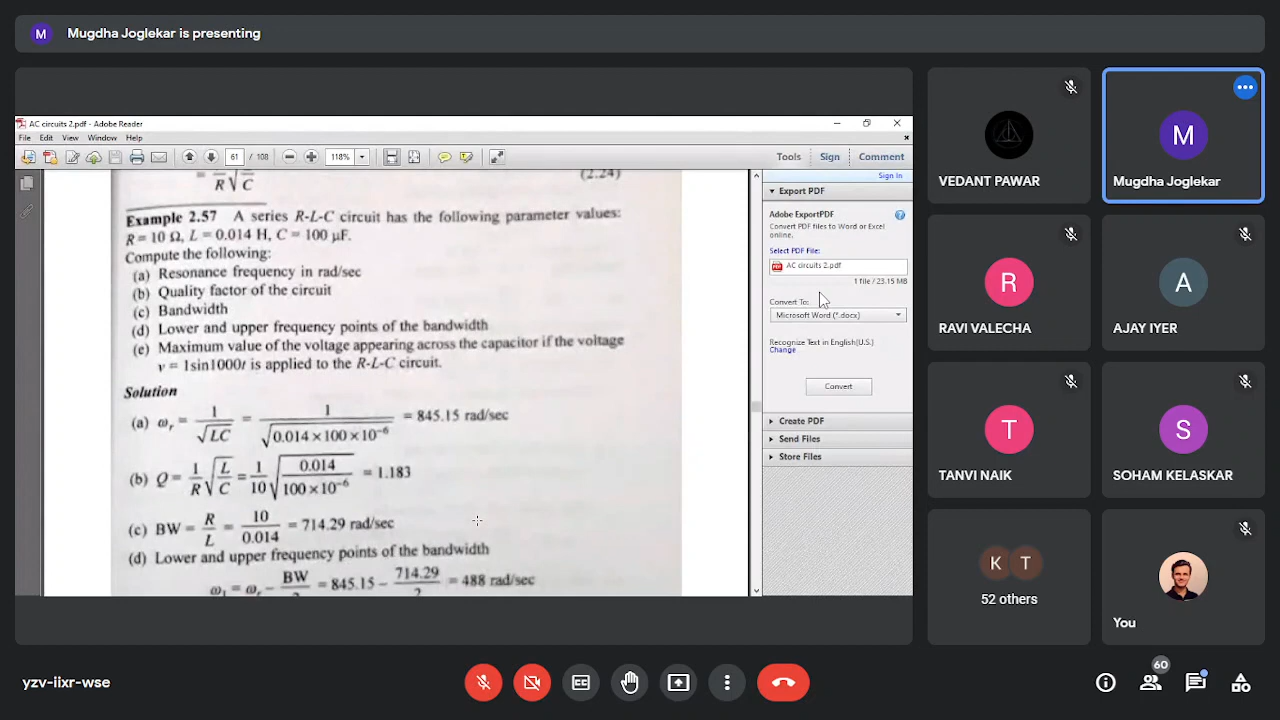 M Mugdha Joglekar is presenting
AC circuits 2.pdf - Adobe Reader
File Edit View Window Help
61 / 108 118% Tools Sign Comment
Sign In
= 1/R √ C (2.24)
Example 2.57 A series R-L-C circuit has the following parameter values:
R = 10 Ω, L = 0.014 H, C = 100 μF.
Compute the following:
(a) Resonance frequency in rad/sec
(b) Quality factor of the circuit
(c) Bandwidth
(d) Lower and upper frequency points of the bandwidth
(e) Maximum value of the voltage appearing across the capacitor if the voltage
v = 1sin1000t is applied to the R-L-C circuit.
Solution
(a) ωr = 1/√LC = 1/√0.014×100×10⁻⁶ = 845.15 rad/sec
(b) Q = 1/R √L/C = 1/10 √0.014/100×10⁻⁶ = 1.183
(c) BW = R/L = 10/0.014 = 714.29 rad/sec
(d) Lower and upper frequency points of the bandwidth
ω1 = ωr - BW/2 = 845.15 - 714.29/2 = 488 rad/sec
Export PDF
Adobe ExportPDF
Convert PDF files to Word or Excel
online.
Select PDF File:
AC circuits 2.pdf
1 file / 23.15 MB
Convert To:
Microsoft Word (*.docx)
Recognize Text in English(U.S.)
Change
Convert
Create PDF
Send Files
Store Files
VEDANT PAWAR
M
Mugdha Joglekar
R
RAVI VALECHA
A
AJAY IYER
T
TANVI NAIK
S
SOHAM KELASKAR
K T
52 others
You
yzv-iixr-wse
CC
60